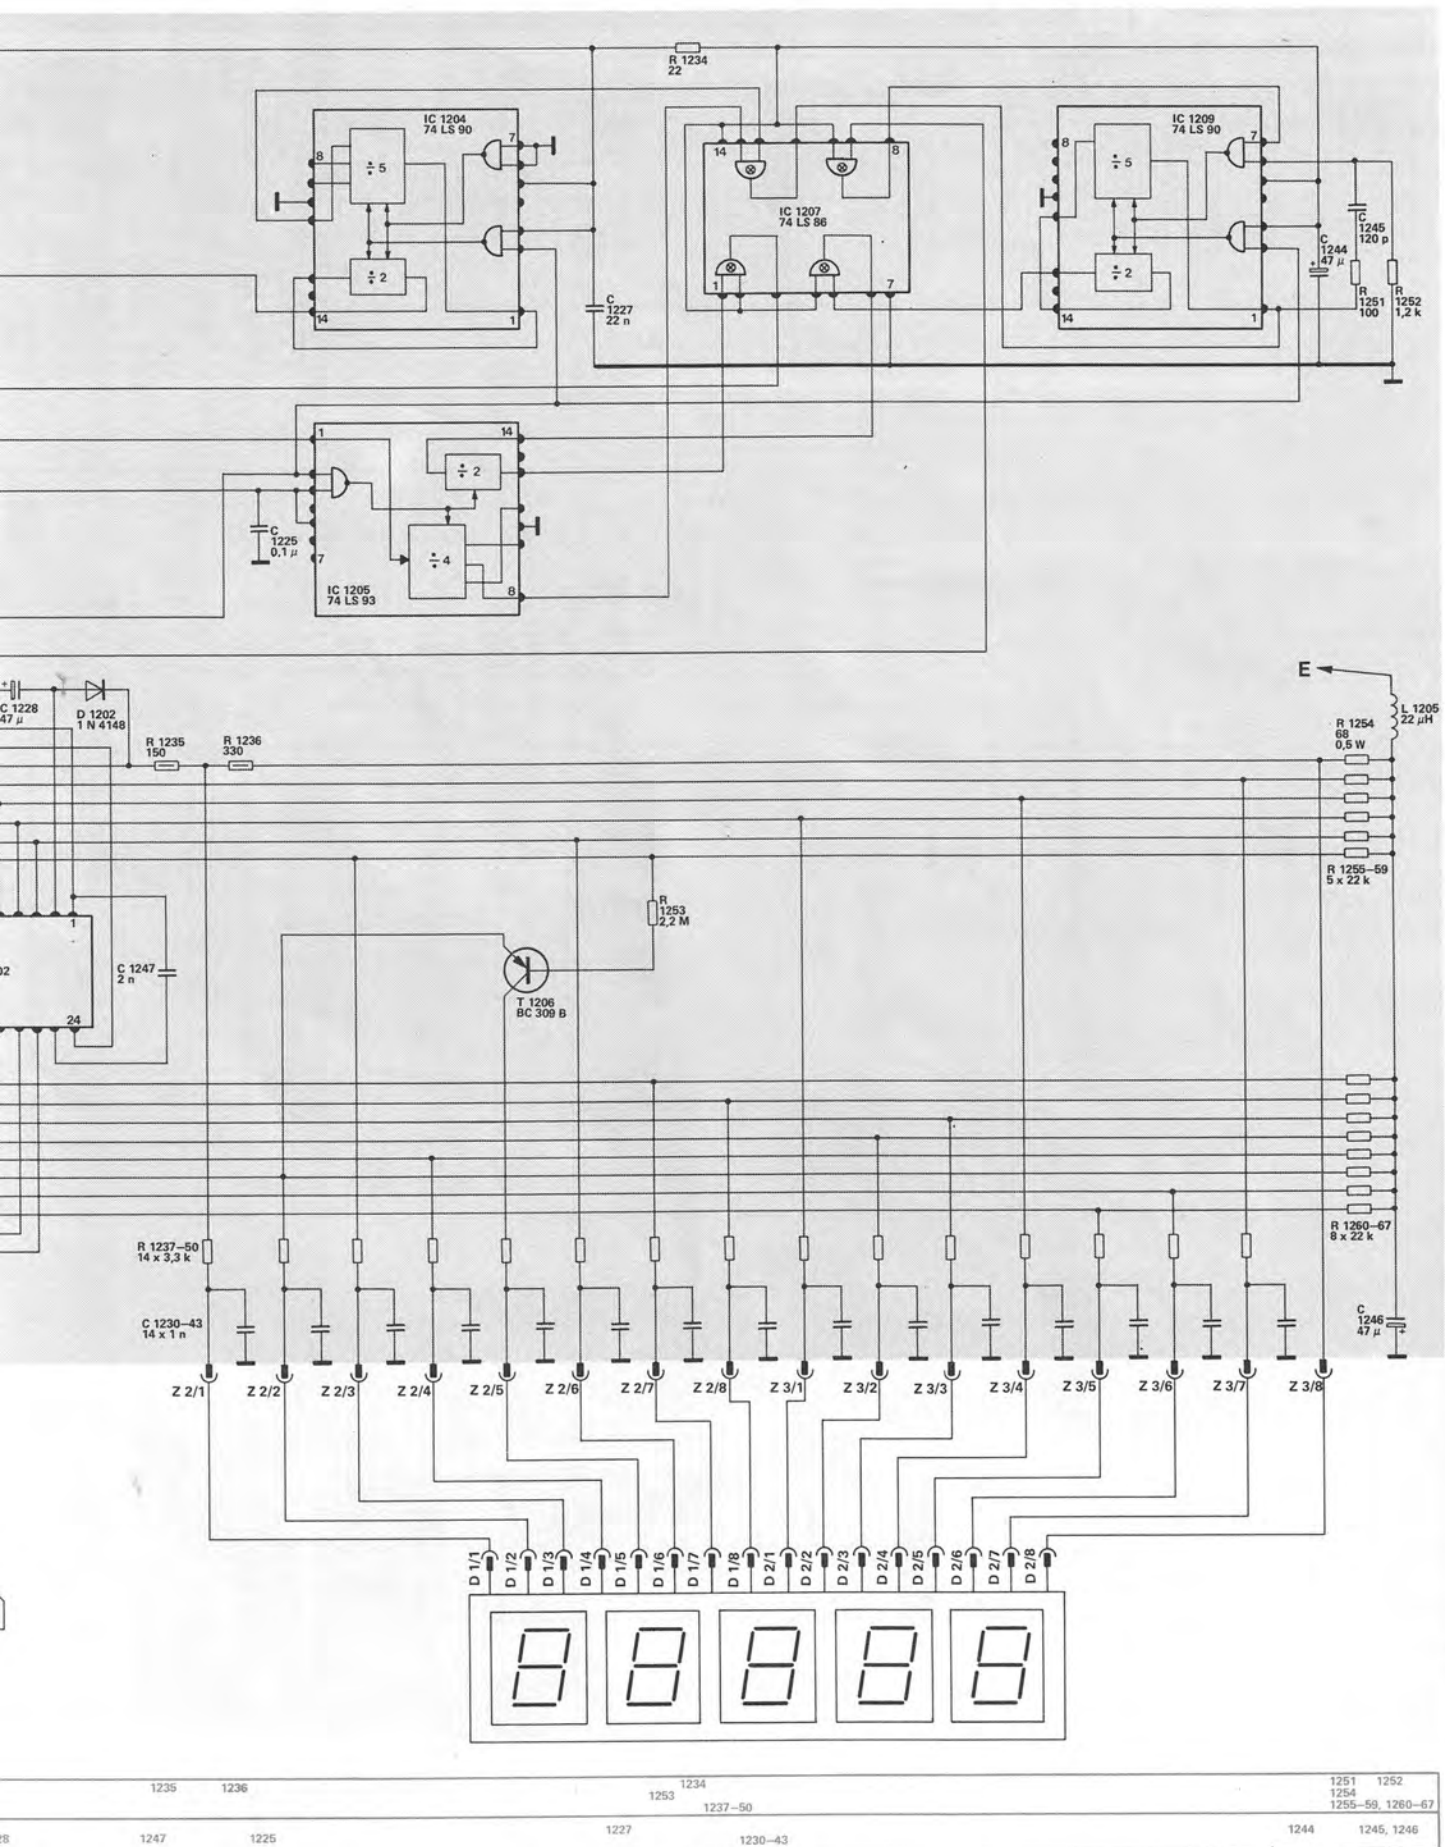 R 1234
22
IC 1204
74 LS 90
7
8
÷ 5
÷ 2
14
1
IC 1209
74 LS 90
8
7
÷ 5
÷ 2
14
1
14
8
IC 1207
74 LS 86
1
7
C
1227
22 n
C
1244
+
47 μ
C
1245
120 p
R
1251
100
R
1252
1,2 k
1
14
÷ 2
÷ 4
7
8
IC 1205
74 LS 93
C
1225
0,1 μ
E
L 1205
22 μH
+
C 1228
47 μ
D 1202
1 N 4148
R 1235
150
R 1236
330
R 1254
68
0,5 W
R 1255–59
5 x 22 k
R
1253
2,2 M
1
02
24
C 1247
2 n
T 1206
BC 309 B
R 1237–50
14 x 3,3 k
R 1260–67
8 x 22 k
C 1230–43
14 x 1 n
C
1246
47 μ
+
Z 2/1
Z 2/2
Z 2/3
Z 2/4
Z 2/5
Z 2/6
Z 2/7
Z 2/8
Z 3/1
Z 3/2
Z 3/3
Z 3/4
Z 3/5
Z 3/6
Z 3/7
Z 3/8
D 1/1
D 1/2
D 1/3
D 1/4
D 1/5
D 1/6
D 1/7
D 1/8
D 2/1
D 2/2
D 2/3
D 2/4
D 2/5
D 2/6
D 2/7
D 2/8
8 8 8 8 8
1235 1236 1234 1251 1252
1253 1254
1237–50 1255–59, 1260–67
28 1247 1225 1227 1230–43 1244 1245, 1246